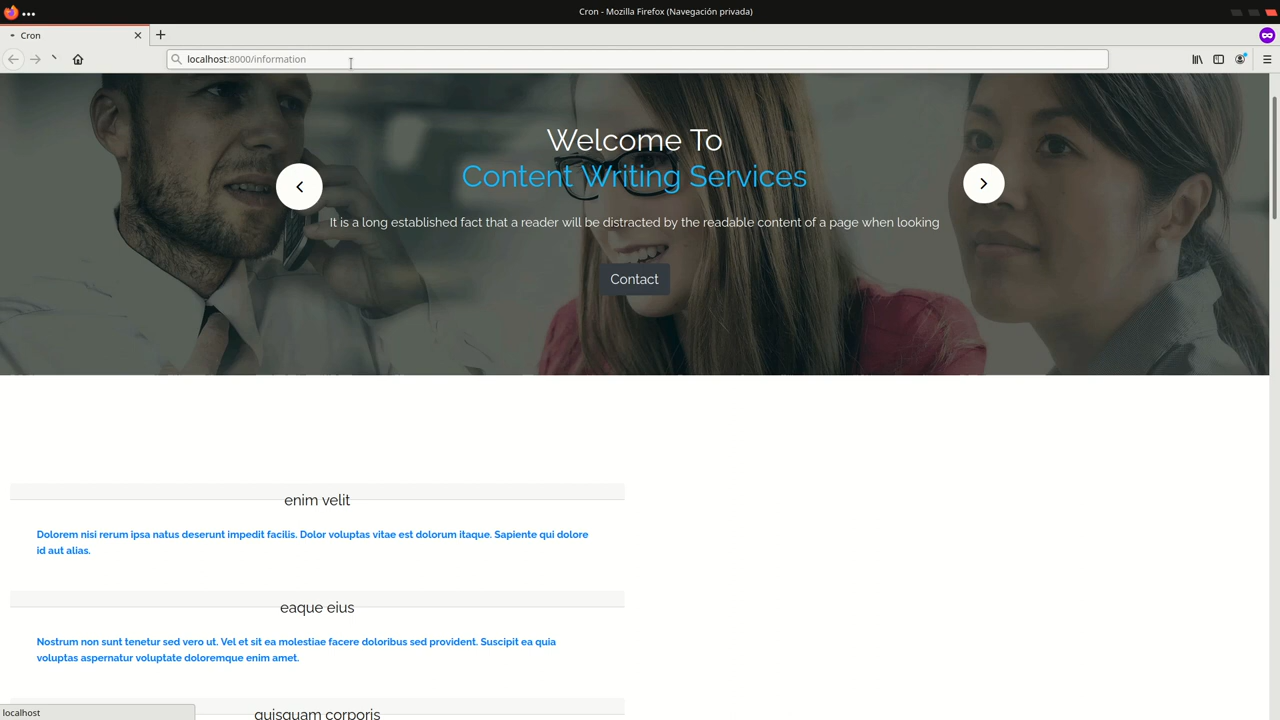 Cron - Mozilla Firefox (Navegación privada)
Cron
localhost:8000/information
Welcome To
Content Writing Services
It is a long established fact that a reader will be distracted by the readable content of a page when looking
Contact
enim velit
Dolorem nisi rerum ipsa natus deserunt impedit facilis. Dolor voluptas vitae est dolorum itaque. Sapiente qui dolore
id aut alias.
eaque eius
Nostrum non sunt tenetur sed vero ut. Vel et sit ea molestiae facere doloribus sed provident. Suscipit ea quia
voluptas aspernatur voluptate doloremque enim amet.
quisquam corporis
localhost